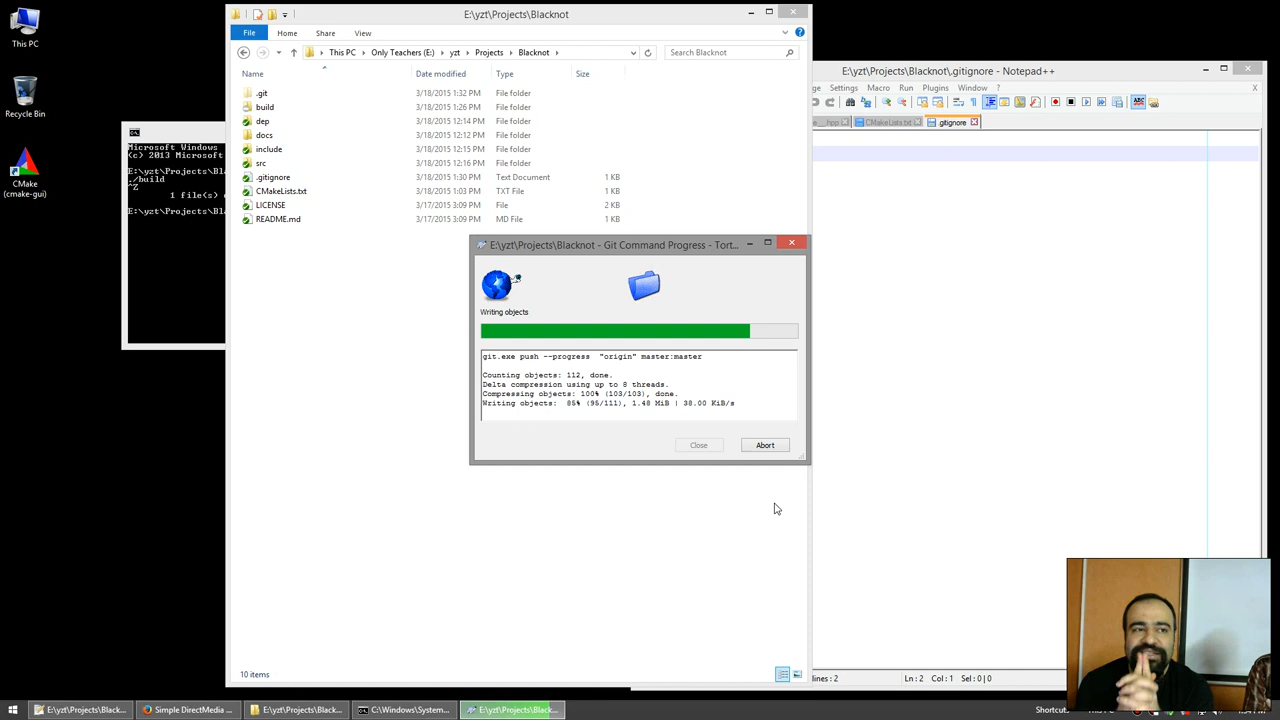 This PC
Recycle Bin
CMake
(cmake-gui)
Microsoft Windows
(c) 2013 Microsoft
E:\yzt\Projects\Bla
./build
^Z
1 file(s)
E:\yzt\Projects\Bla
E:\yzt\Projects\Blacknot
File Home Share View
This PC Only Teachers (E:) yzt Projects Blacknot
Search Blacknot
Name Date modified Type Size
.git 3/18/2015 1:32 PM File folder
build 3/18/2015 1:26 PM File folder
dep 3/18/2015 12:14 PM File folder
docs 3/18/2015 12:12 PM File folder
include 3/18/2015 12:15 PM File folder
src 3/18/2015 12:16 PM File folder
.gitignore 3/18/2015 1:30 PM Text Document 1 KB
CMakeLists.txt 3/18/2015 1:03 PM TXT File 1 KB
LICENSE 3/17/2015 3:09 PM File 2 KB
README.md 3/17/2015 3:09 PM MD File 1 KB
10 items
E:\yzt\Projects\Blacknot - Git Command Progress - Tort...
Writing objects
git.exe push --progress "origin" master:master
Counting objects: 112, done.
Delta compression using up to 8 threads.
Compressing objects: 100% (103/103), done.
Writing objects: 85% (95/111), 1.48 MiB | 38.00 KiB/s
Close Abort
E:\yzt\Projects\Blacknot\.gitignore - Notepad++
ge Settings Macro Run Plugins Window X
CMakeLists.txt .gitignore
lines : 2 Ln : 2 Col : 1 Sel : 0 | 0
E:\yzt\Projects\Blac...
Simple DirectMedia ...
E:\yzt\Projects\Blac...
C:\Windows\System...
E:\yzt\Projects\Blac...